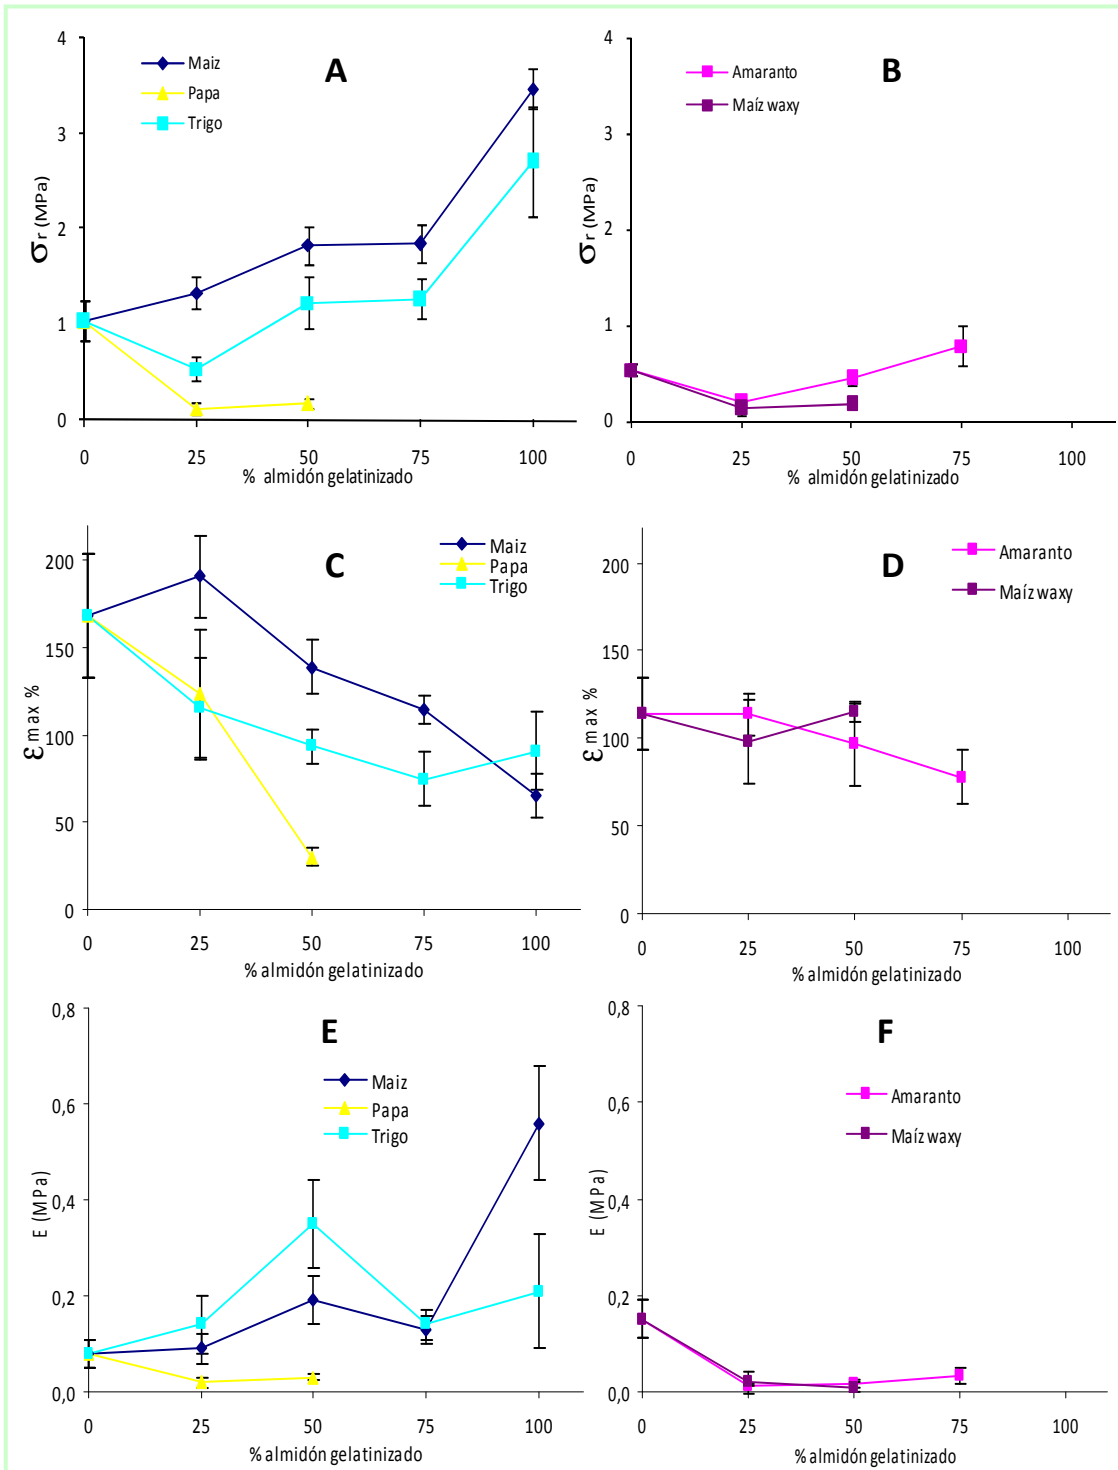 A
4
3
2
1
0
σr (MPa)
Maiz
Papa
Trigo
0 25 50 75 100
% almidón gelatinizado
B
4
3
2
1
0
σr (MPa)
Amaranto
Maíz waxy
0 25 50 75 100
% almidón gelatinizado
C
200
150
100
50
0
εmax %
Maiz
Papa
Trigo
0 25 50 75 100
% almidón gelatinizado
D
200
150
100
50
0
εmax %
Amaranto
Maíz waxy
0 25 50 75 100
% almidón gelatinizado
E
0,8
0,6
0,4
0,2
0,0
E (MPa)
Maiz
Papa
Trigo
0 25 50 75 100
% almidón gelatinizado
F
0,8
0,6
0,4
0,2
0,0
E (MPa)
Amaranto
Maíz waxy
0 25 50 75 100
% almidón gelatinizado